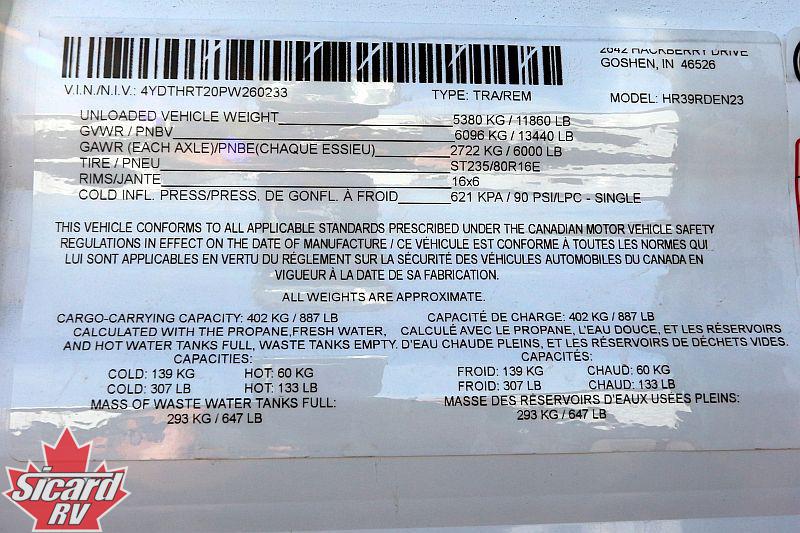 2642 HACKBERRY DRIVE
GOSHEN, IN 46526
V.I.N./N.I.V.: 4YDTHRT20PW260233 TYPE: TRA/REM MODEL: HR39RDEN23
UNLOADED VEHICLE WEIGHT 5380 KG / 11860 LB
GVWR / PNBV 6096 KG / 13440 LB
GAWR (EACH AXLE)/PNBE(CHAQUE ESSIEU) 2722 KG / 6000 LB
TIRE / PNEU ST235/80R16E
RIMS/JANTE 16x6
COLD INFL. PRESS/PRESS. DE GONFL. À FROID 621 KPA / 90 PSI/LPC - SINGLE
THIS VEHICLE CONFORMS TO ALL APPLICABLE STANDARDS PRESCRIBED UNDER THE CANADIAN MOTOR VEHICLE SAFETY
REGULATIONS IN EFFECT ON THE DATE OF MANUFACTURE / CE VÉHICULE EST CONFORME À TOUTES LES NORMES QUI
LUI SONT APPLICABLES EN VERTU DU RÈGLEMENT SUR LA SÉCURITÉ DES VÉHICULES AUTOMOBILES DU CANADA EN
VIGUEUR À LA DATE DE SA FABRICATION.
ALL WEIGHTS ARE APPROXIMATE.
CARGO-CARRYING CAPACITY: 402 KG / 887 LB
CALCULATED WITH THE PROPANE,FRESH WATER,
AND HOT WATER TANKS FULL, WASTE TANKS EMPTY.
CAPACITIES:
COLD: 139 KG HOT: 60 KG
COLD: 307 LB HOT: 133 LB
MASS OF WASTE WATER TANKS FULL:
293 KG / 647 LB
CAPACITÉ DE CHARGE: 402 KG / 887 LB
CALCULÉ AVEC LE PROPANE, L'EAU DOUCE, ET LES RÉSERVOIRS
D'EAU CHAUDE PLEINS, ET LES RÉSERVOIRS DE DÉCHETS VIDES.
CAPACITÉS:
FROID: 139 KG CHAUD: 60 KG
FROID: 307 LB CHAUD: 133 LB
MASSE DES RÉSERVOIRS D'EAUX USÉES PLEINS:
293 KG / 647 LB
Sicard
RV